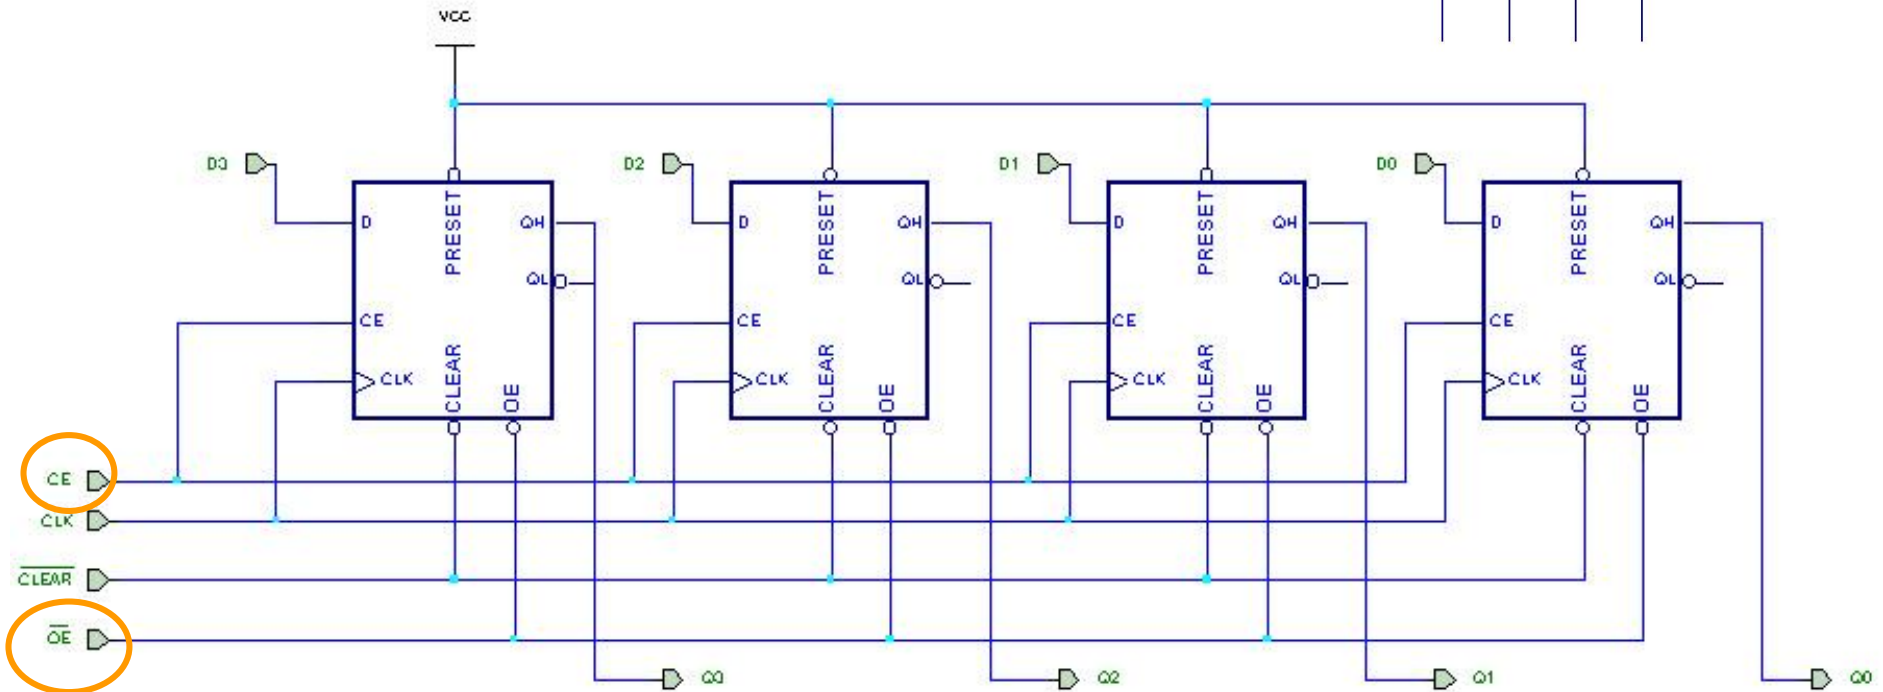 VCC
D3
D2
D1
D0
D
PRESET
QH
QL
CE
CLK
CLEAR
OE
D
PRESET
QH
QL
CE
CLK
CLEAR
OE
D
PRESET
QH
QL
CE
CLK
CLEAR
OE
D
PRESET
QH
QL
CE
CLK
CLEAR
OE
CE
CLK
CLEAR
OE
Q3
Q2
Q1
Q0